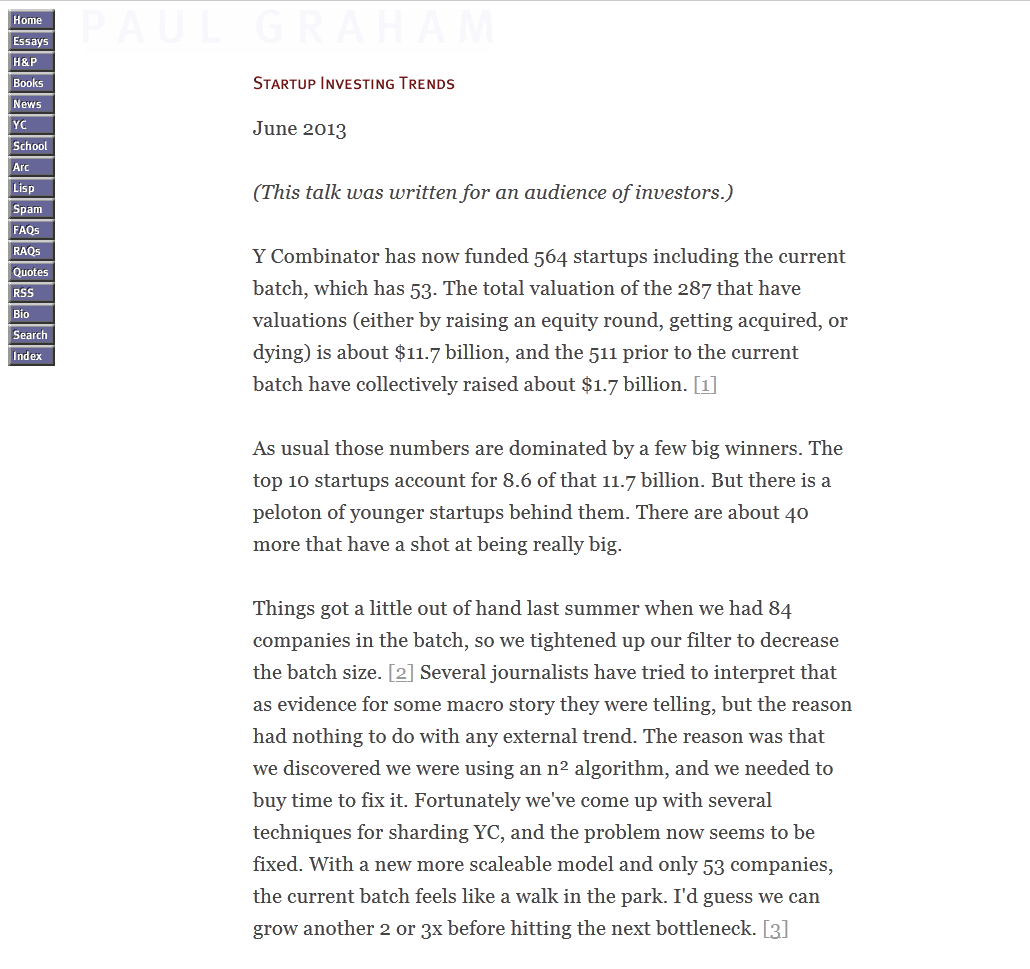 PAUL GRAHAM
Home
Essays
H&P
Books
News
YC
School
Arc
Lisp
Spam
FAQs
RAQs
Quotes
RSS
Bio
Search
Index
Startup Investing Trends
June 2013
(This talk was written for an audience of investors.)
Y Combinator has now funded 564 startups including the current
batch, which has 53. The total valuation of the 287 that have
valuations (either by raising an equity round, getting acquired, or
dying) is about $11.7 billion, and the 511 prior to the current
batch have collectively raised about $1.7 billion. [1]
As usual those numbers are dominated by a few big winners. The
top 10 startups account for 8.6 of that 11.7 billion. But there is a
peloton of younger startups behind them. There are about 40
more that have a shot at being really big.
Things got a little out of hand last summer when we had 84
companies in the batch, so we tightened up our filter to decrease
the batch size. [2] Several journalists have tried to interpret that
as evidence for some macro story they were telling, but the reason
had nothing to do with any external trend. The reason was that
we discovered we were using an n² algorithm, and we needed to
buy time to fix it. Fortunately we've come up with several
techniques for sharding YC, and the problem now seems to be
fixed. With a new more scaleable model and only 53 companies,
the current batch feels like a walk in the park. I'd guess we can
grow another 2 or 3x before hitting the next bottleneck. [3]